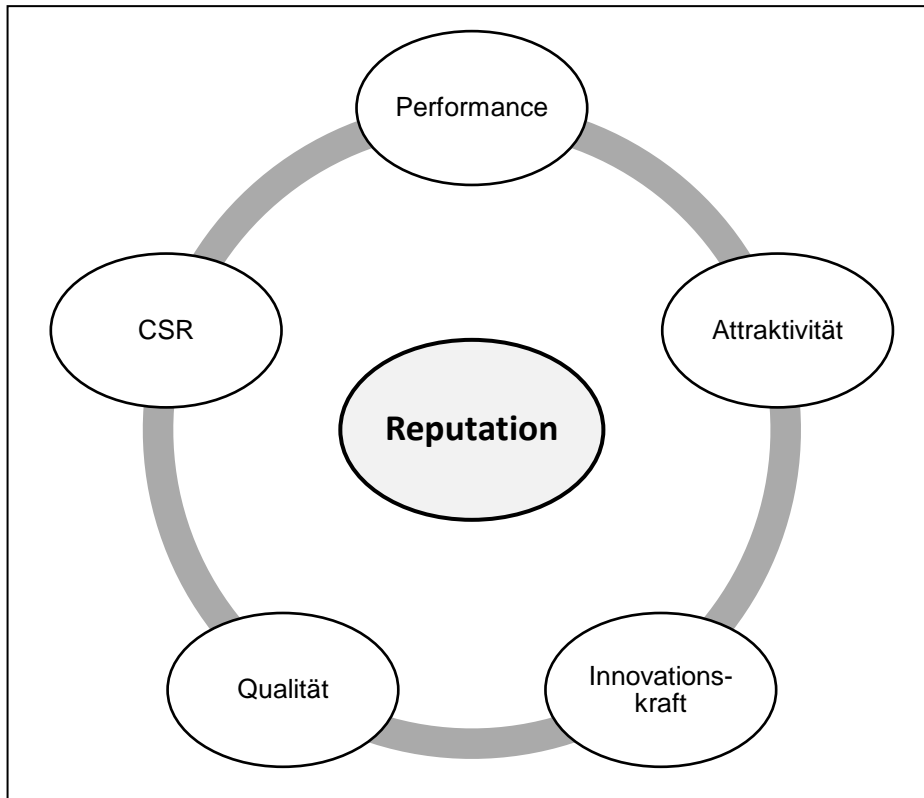 Performance
CSR
Attraktivität
Reputation
Qualität
Innovations-
kraft